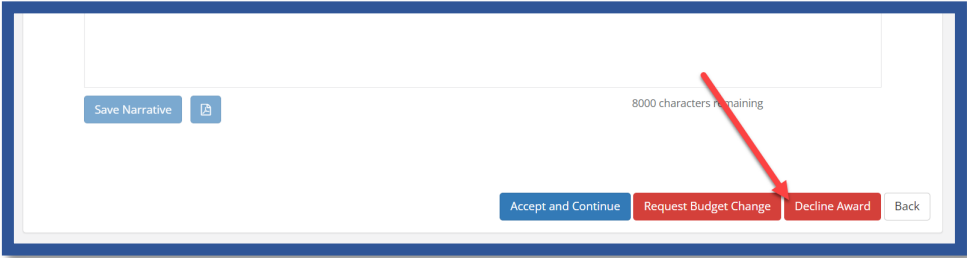 Save Narrative
8000 characters remaining
Accept and Continue
Request Budget Change
Decline Award
Back